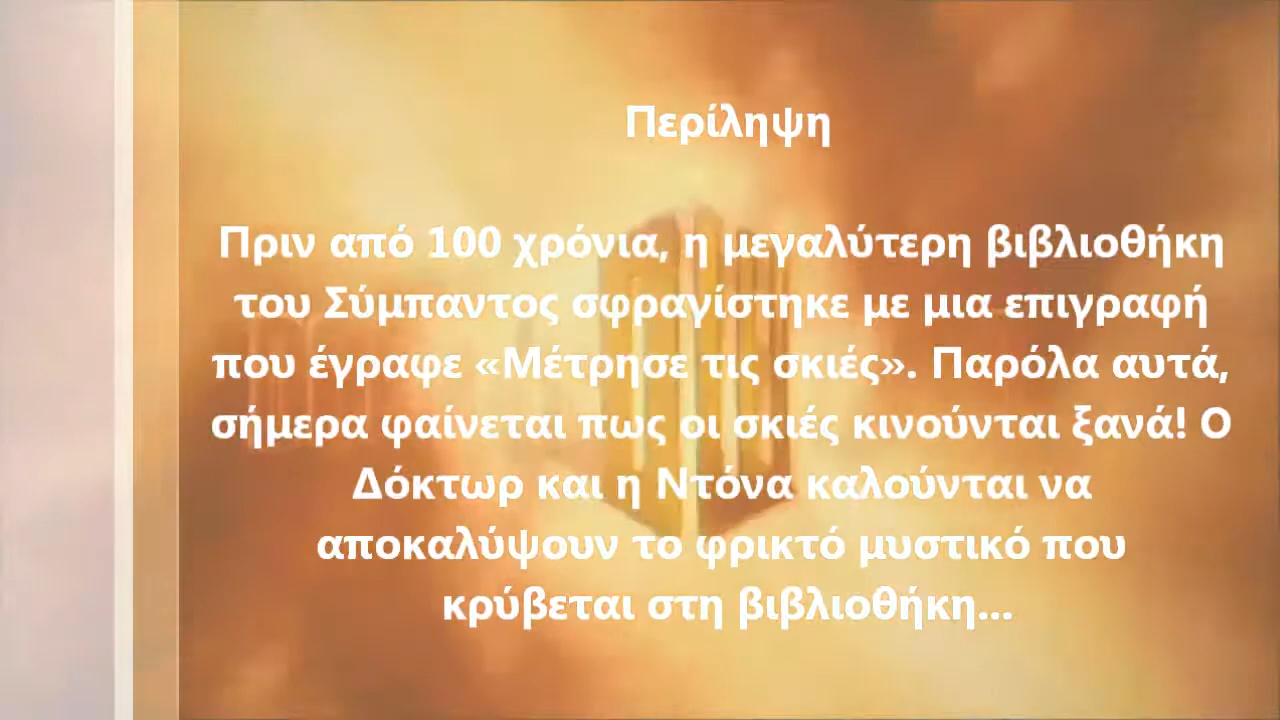 Περίληψη
Πριν από 100 χρόνια, η μεγαλύτερη βιβλιοθήκη
του Σύμπαντος σφραγίστηκε με μια επιγραφή
που έγραφε «Μέτρησε τις σκιές». Παρόλα αυτά,
σήμερα φαίνεται πως οι σκιές κινούνται ξανά! Ο
Δόκτωρ και η Ντόνα καλούνται να
αποκαλύψουν το φρικτό μυστικό που
κρύβεται στη βιβλιοθήκη...